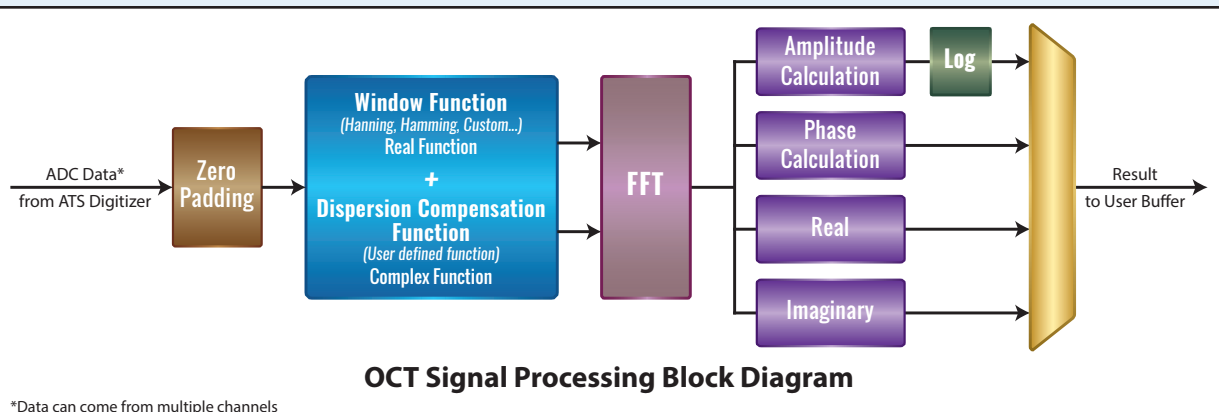 ADC Data*
from ATS Digitizer
Zero
Padding
Window Function
(Hanning, Hamming, Custom...)
Real Function
+
Dispersion Compensation
Function
(User defined function)
Complex Function
FFT
Amplitude
Calculation
Log
Phase
Calculation
Real
Imaginary
Result
to User Buffer
OCT Signal Processing Block Diagram
*Data can come from multiple channels